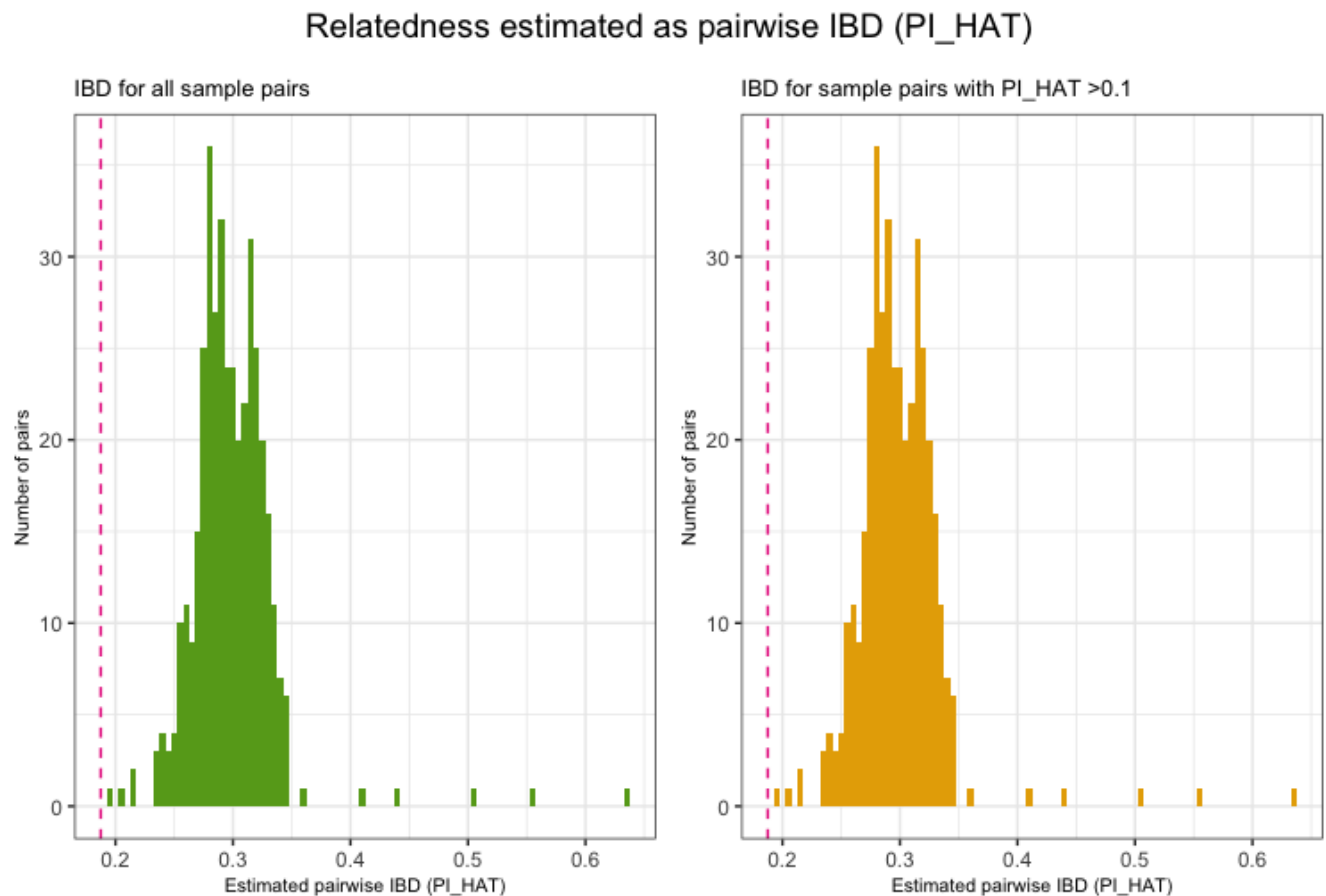 Relatedness estimated as pairwise IBD (PI_HAT)
IBD for all sample pairs
Number of pairs
30
20
10
0
0.2 0.3 0.4 0.5 0.6
Estimated pairwise IBD (PI_HAT)
IBD for sample pairs with PI_HAT >0.1
Number of pairs
30
20
10
0
0.2 0.3 0.4 0.5 0.6
Estimated pairwise IBD (PI_HAT)